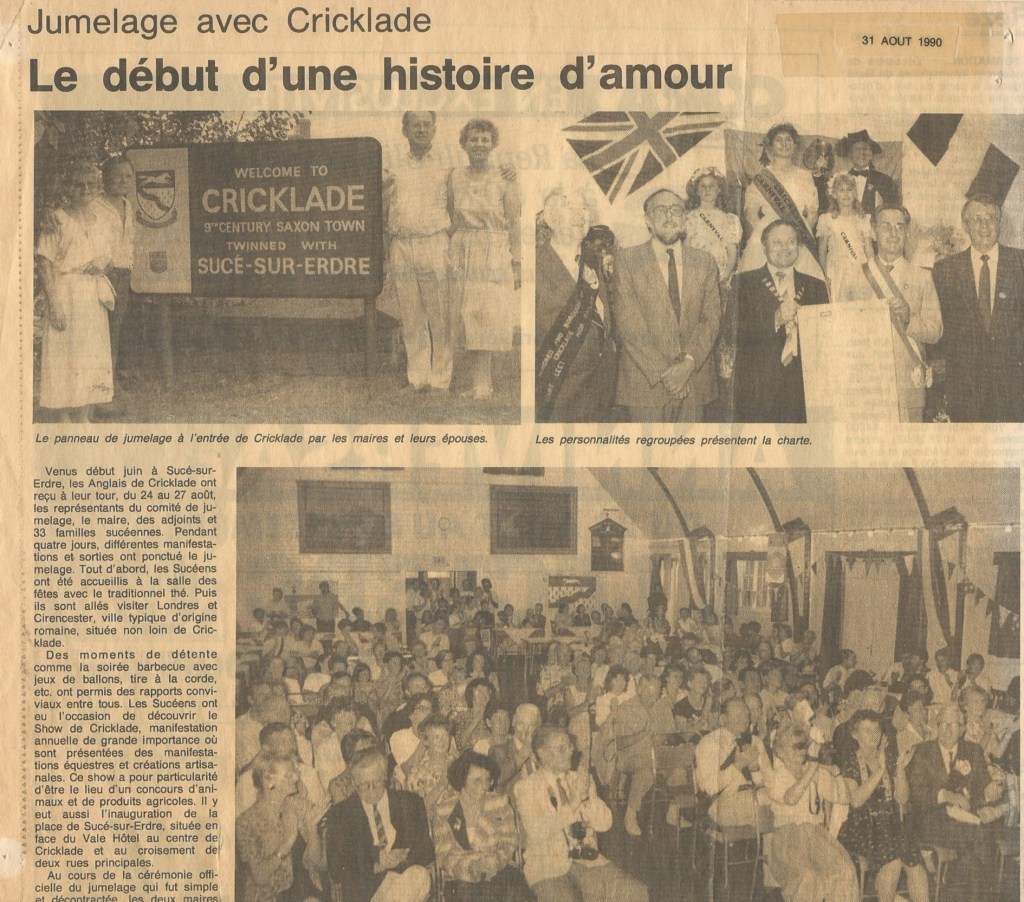 Jumelage avec Cricklade
31 AOUT 1990
Le début d'une histoire d'amour
WELCOME TO
CRICKLADE
9TH CENTURY SAXON TOWN
TWINNED WITH
SUCÉ-SUR-ERDRE
CARNIVAL
CARNIVAL
CARNIVAL
Le panneau de jumelage à l'entrée de Cricklade par les maires et leurs épouses.
Les personnalités regroupées présentent la charte.
Venus début juin à Sucé-sur-
Erdre, les Anglais de Cricklade ont
reçu à leur tour, du 24 au 27 août,
les représentants du comité de ju-
melage, le maire, des adjoints et
33 familles sucéennes. Pendant
quatre jours, différentes manifesta-
tions et sorties ont ponctué le ju-
melage. Tout d'abord, les Sucéens
ont été accueillis à la salle des
fêtes avec le traditionnel thé. Puis
ils sont allés visiter Londres et
Cirencester, ville typique d'origine
romaine, située non loin de Cric-
klade.
Des moments de détente
comme la soirée barbecue avec
jeux de ballons, tire à la corde,
etc. ont permis des rapports convi-
viaux entre tous. Les Sucéens ont
eu l'occasion de découvrir le
Show de Cricklade, manifestation
annuelle de grande importance où
sont présentées des manifesta-
tions équestres et créations artisa-
nales. Ce show a pour particularité
d'être le lieu d'un concours d'ani-
maux et de produits agricoles. Il y
eut aussi l'inauguration de la
place de Sucé-sur-Erdre, située en
face du Vale Hôtel au centre de
Cricklade et au croisement de
deux rues principales.
Au cours de la cérémonie offi-
cielle du jumelage qui fut simple
et décontractée, les deux maires